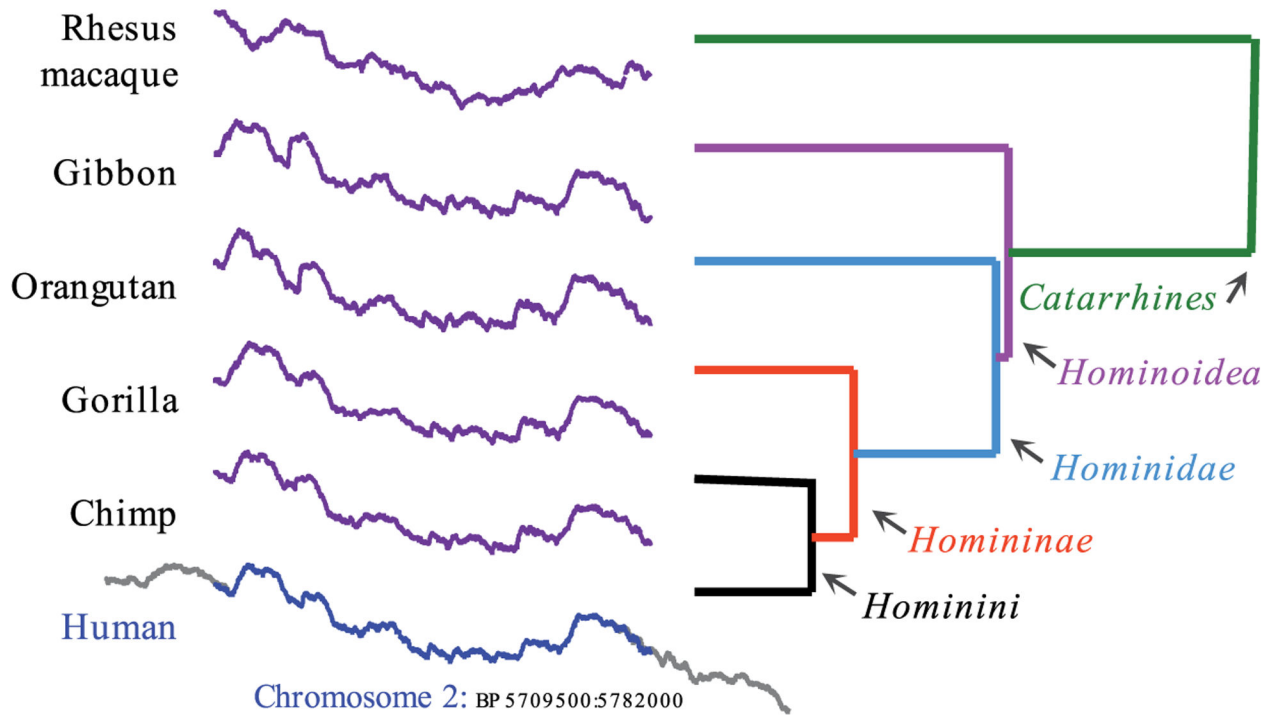 Rhesus
macaque
Gibbon
Orangutan
Catarrhines
Hominoidea
Gorilla
Hominidae
Chimp
Homininae
Hominini
Human
Chromosome 2: BP 5709500:5782000